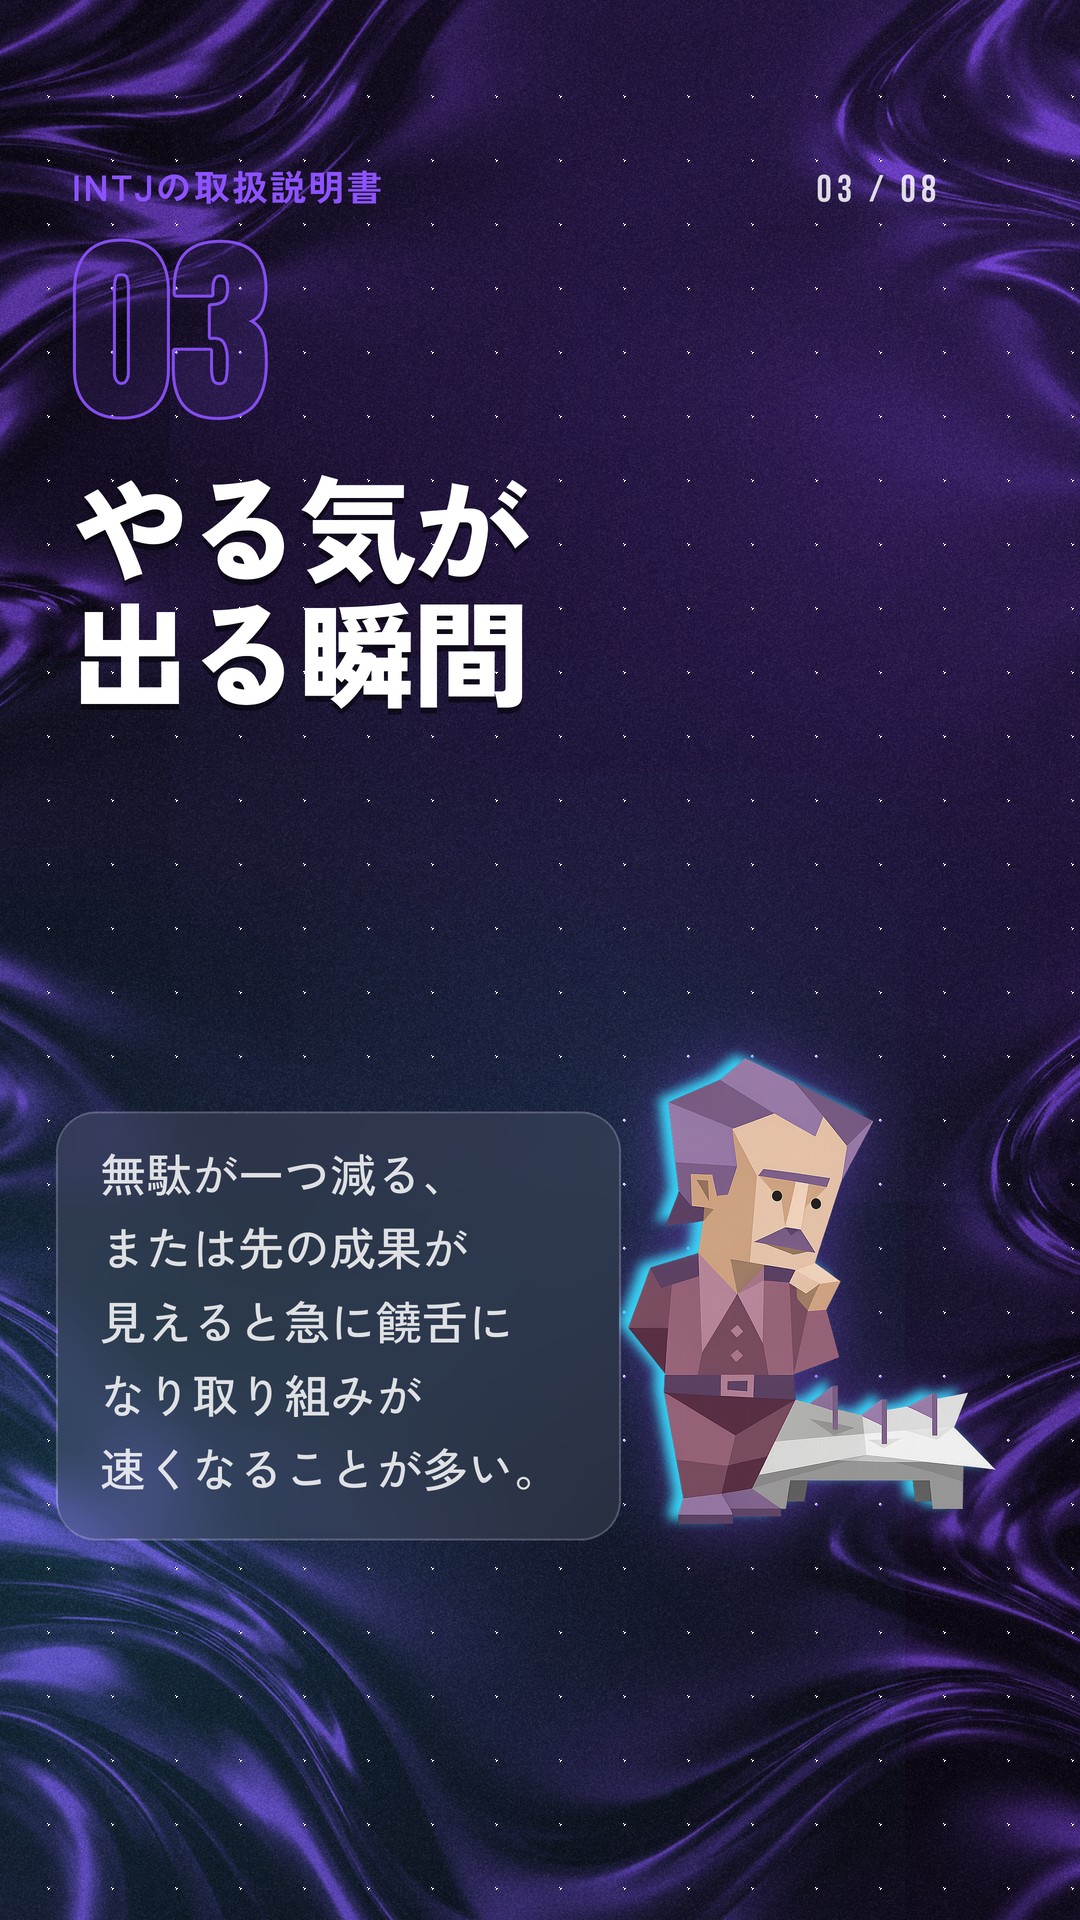 INTJの取扱説明書
03 / 08
03
やる気が
出る瞬間
無駄が一つ減る、
または先の成果が
見えると急に饒舌に
なり取り組みが
速くなることが多い。